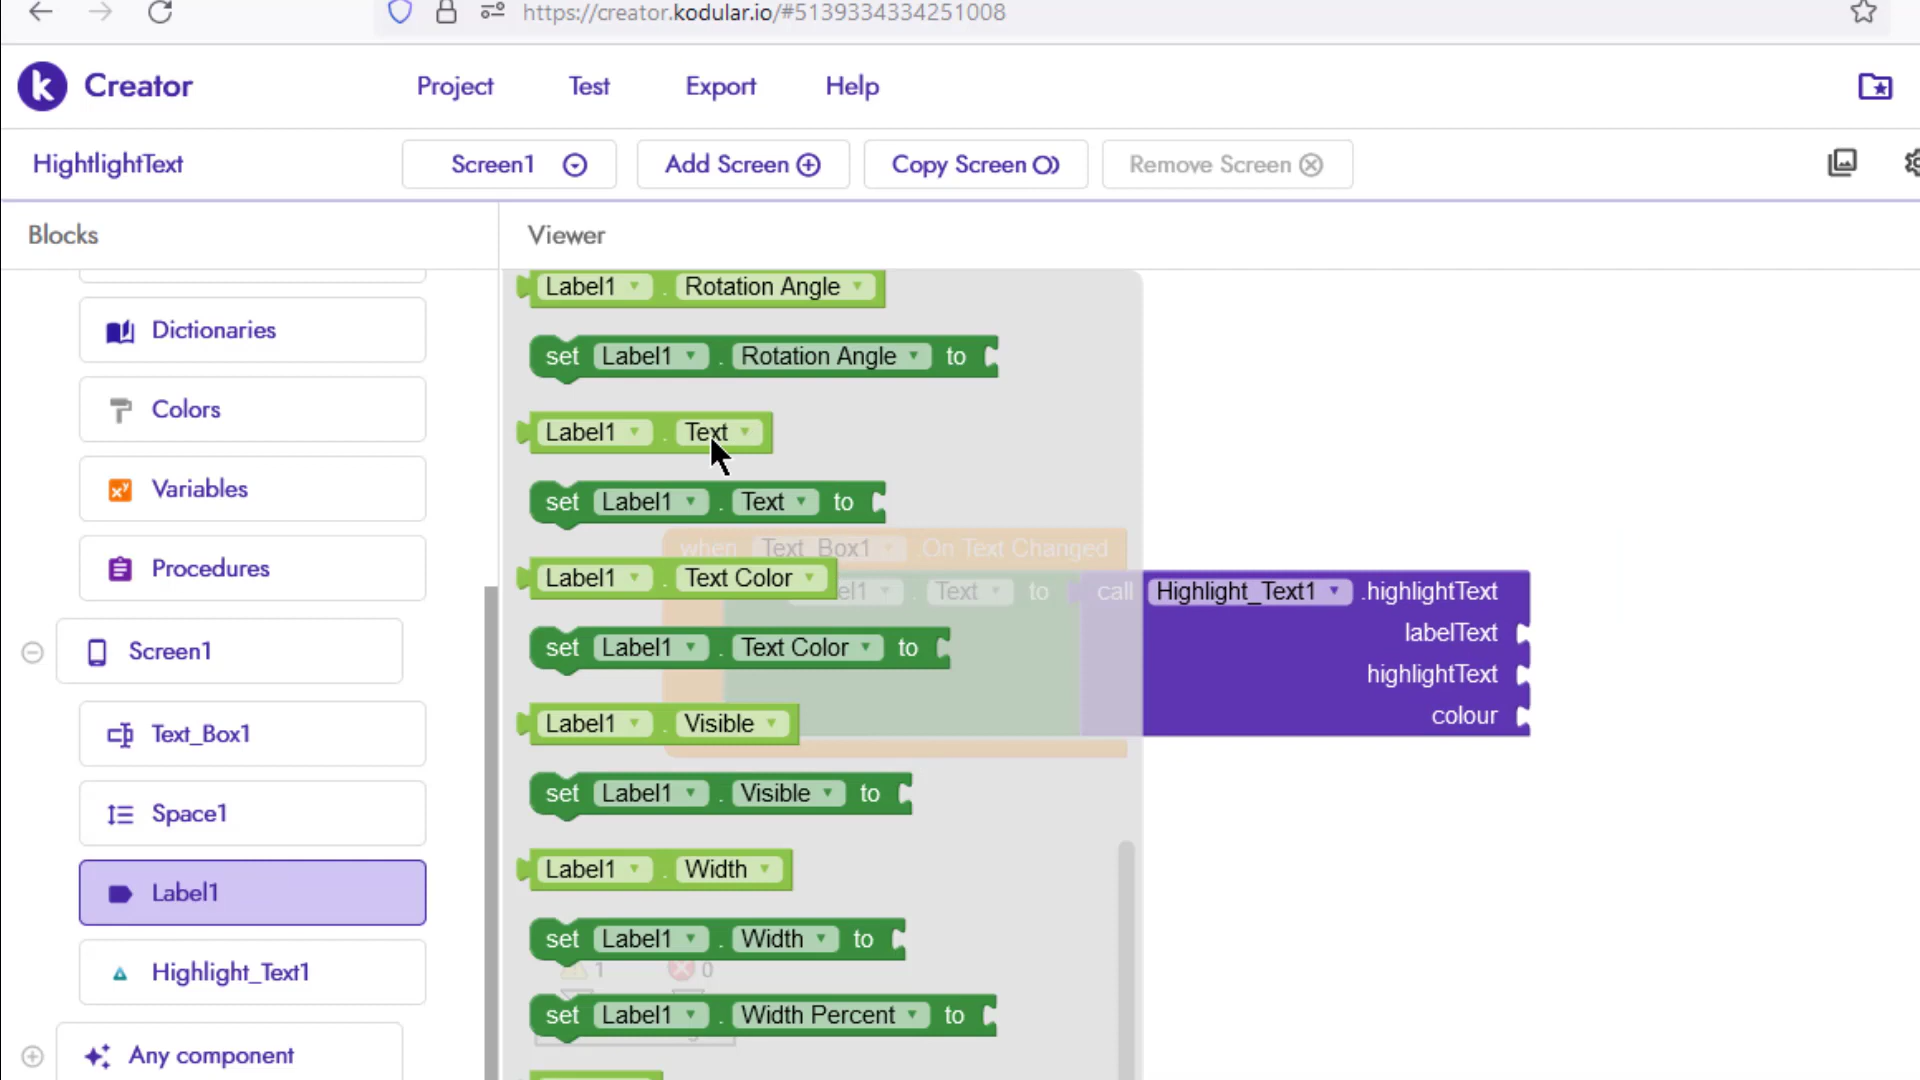 https://creator.kodular.io/#5139334334251008
k Creator Project Test Export Help
HightlightText Screen1 Add Screen Copy Screen Remove Screen
Blocks Viewer
Dictionaries
Colors
Variables
Procedures
Screen1
Text_Box1
Space1
Label1
Highlight_Text1
Any component
Label1 . Rotation Angle
set Label1 . Rotation Angle to
Label1 . Text
set Label1 . Text to
Label1 . Text Color
set Label1 . Text Color to
Label1 . Visible
set Label1 . Visible to
Label1 . Width
set Label1 . Width to
set Label1 . Width Percent to
when Text_Box1 .On Text Changed
. Text to call Highlight_Text1 .highlightText
labelText
highlightText
colour
1 0